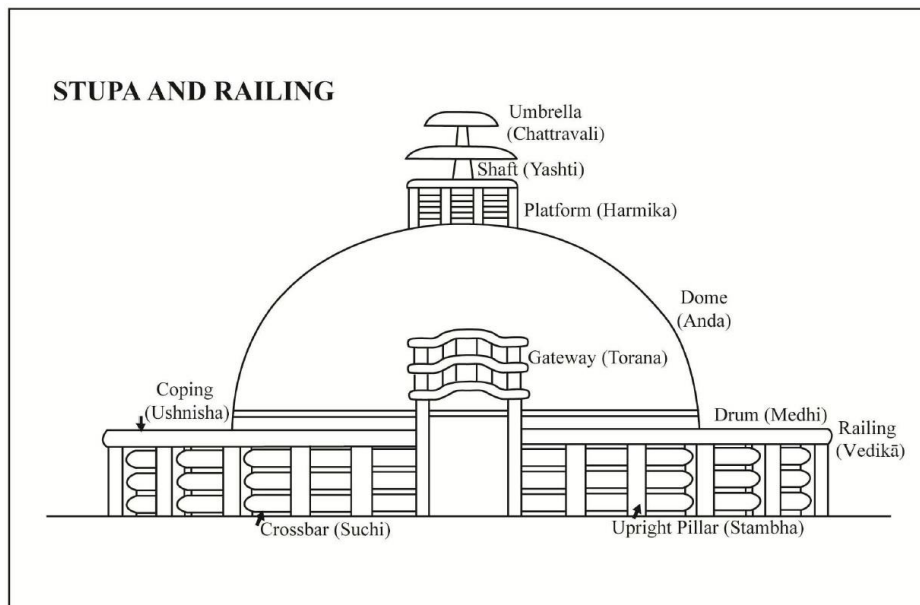 STUPA AND RAILING
Umbrella
(Chattravali)
Shaft (Yashti)
Platform (Harmika)
Dome
(Anda)
Gateway (Torana)
Coping
(Ushnisha)
Drum (Medhi)
Railing
(Vedikā)
Crossbar (Suchi)
Upright Pillar (Stambha)